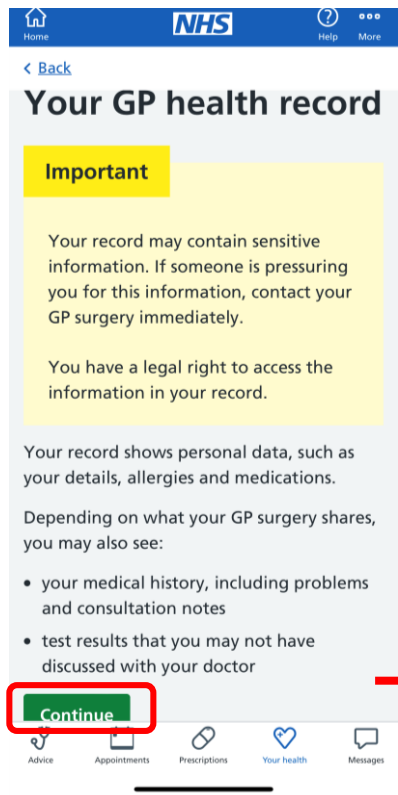 NHS
Home
Help
More
< Back
Your GP health record
Important
Your record may contain sensitive
information. If someone is pressuring
you for this information, contact your
GP surgery immediately.
You have a legal right to access the
information in your record.
Your record shows personal data, such as
your details, allergies and medications.
Depending on what your GP surgery shares,
you may also see:
• your medical history, including problems
and consultation notes
• test results that you may not have
discussed with your doctor
Continue
Advice
Appointments
Prescriptions
Your health
Messages